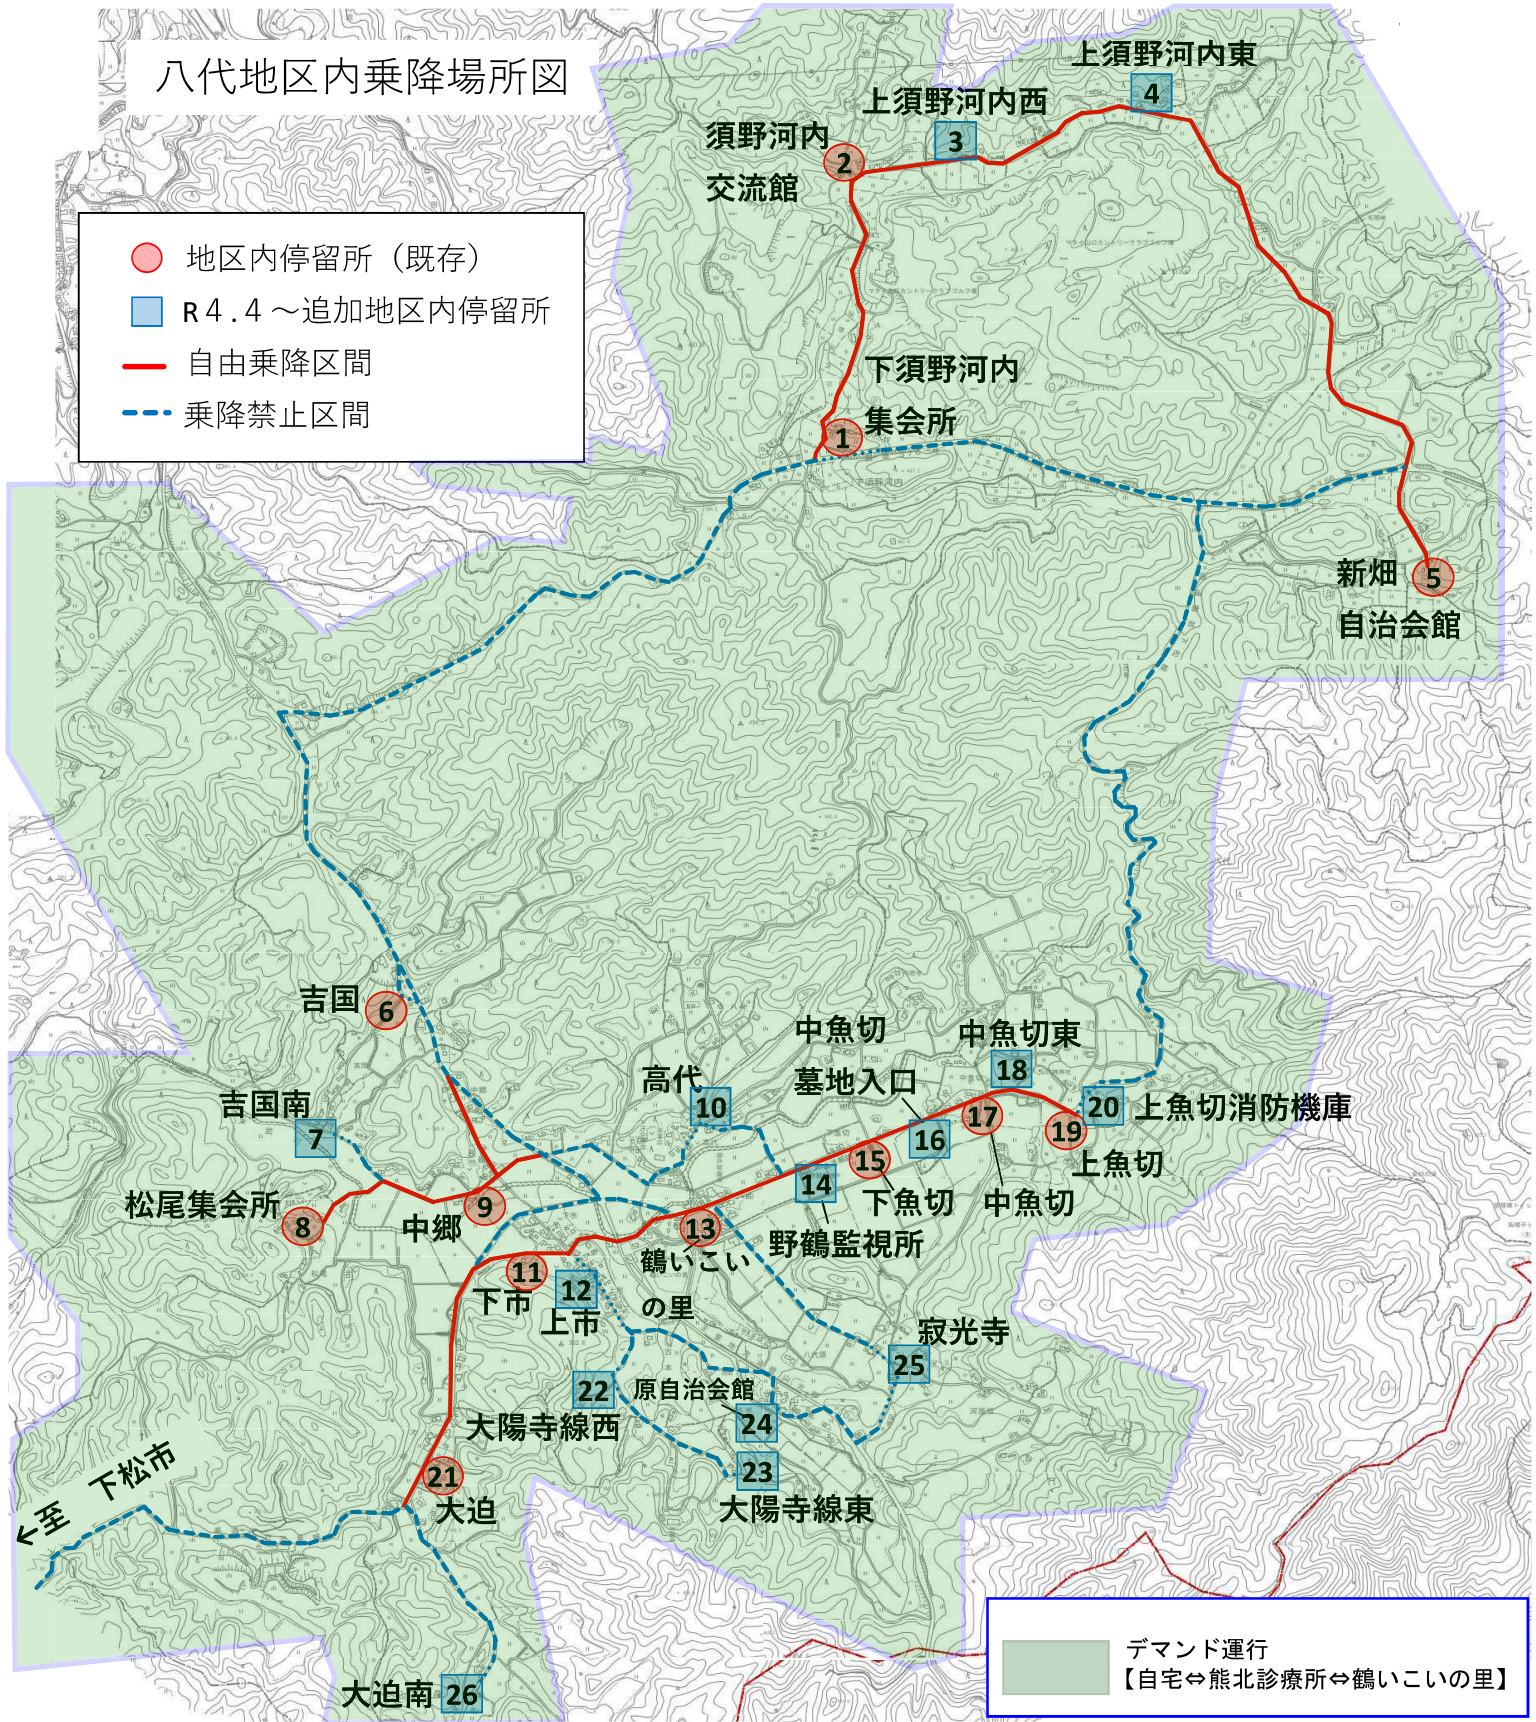 八代地区内乗降場所図
地区内停留所（既存）
R４.４～追加地区内停留所
自由乗降区間
乗降禁止区間
上須野河内東
4
上須野河内西
3
須野河内
交流館
2
下須野河内
集会所
1
新畑
自治会館
5
吉国
6
吉国南
7
松尾集会所
8
中郷
9
高代
10
中魚切
墓地入口
16
中魚切東
18
20
上魚切消防機庫
19
上魚切
17
中魚切
15
下魚切
14
野鶴監視所
13
鶴いこい
の里
11
下市
12
上市
寂光寺
25
22
大陽寺線西
原自治会館
24
23
大陽寺線東
21
大迫
←至 下松市
大迫南
26
デマンド運行
【自宅⇔熊北診療所⇔鶴いこいの里】